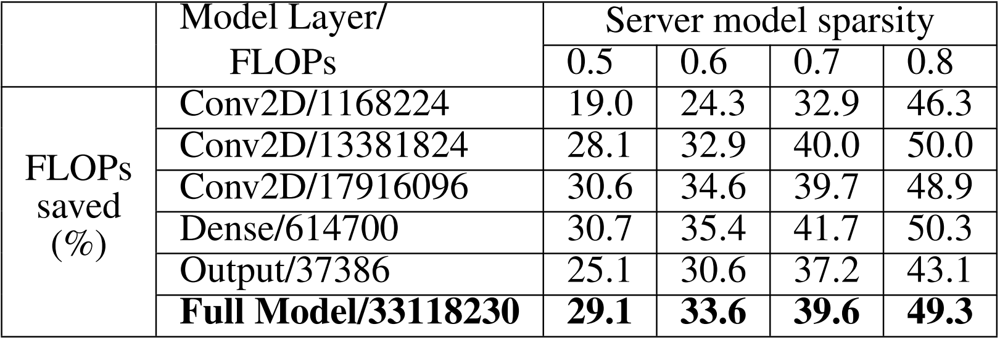 Model Layer/ Server model sparsity
FLOPs 0.5 0.6 0.7 0.8
Conv2D/1168224 19.0 24.3 32.9 46.3
Conv2D/13381824 28.1 32.9 40.0 50.0
FLOPs
saved
(%)
Conv2D/17916096 30.6 34.6 39.7 48.9
Dense/614700 30.7 35.4 41.7 50.3
Output/37386 25.1 30.6 37.2 43.1
Full Model/33118230 29.1 33.6 39.6 49.3